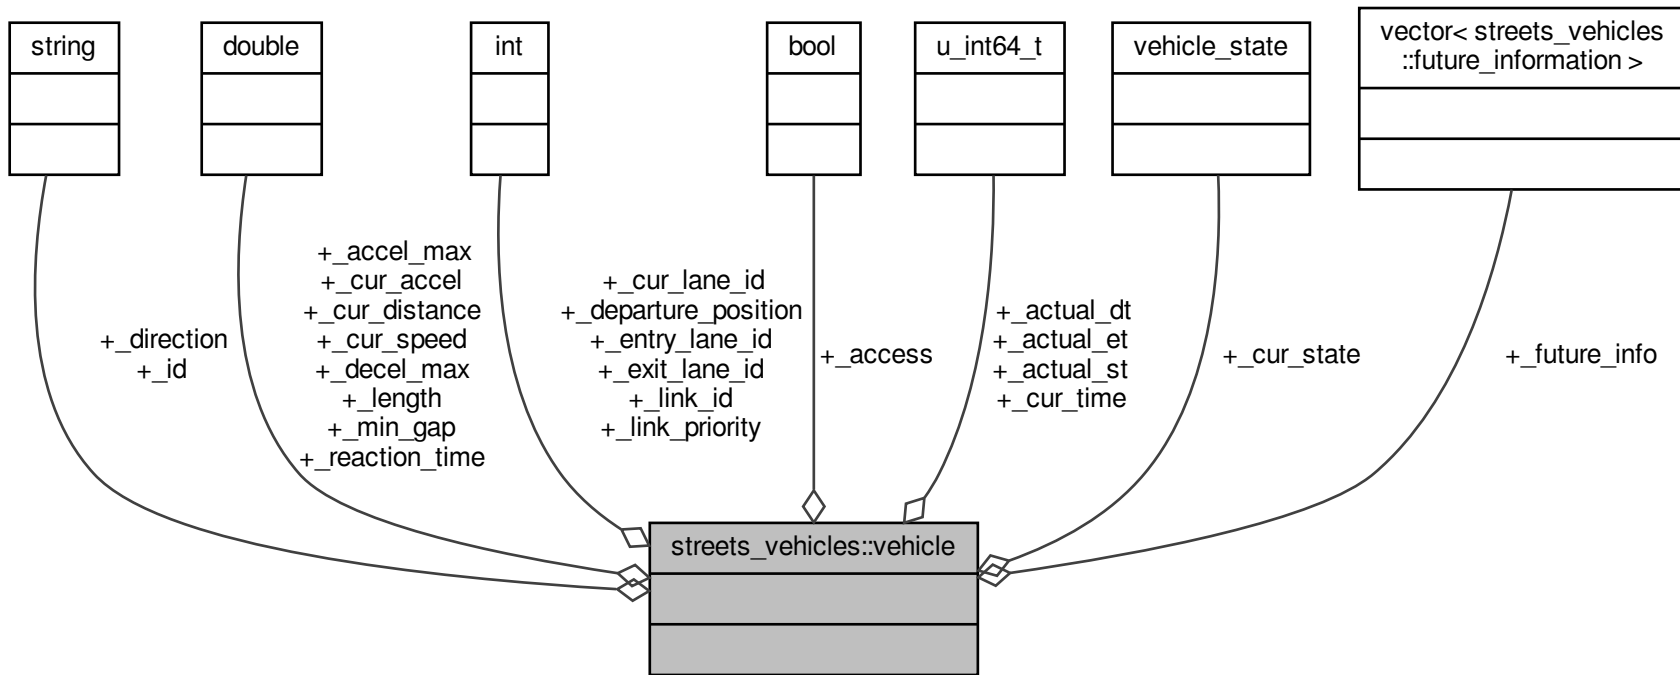 string
double
int
bool
u_int64_t
vehicle_state
vector< streets_vehicles
::future_information >
+_direction
+_id
+_accel_max
+_cur_accel
+_cur_distance
+_cur_speed
+_decel_max
+_length
+_min_gap
+_reaction_time
+_cur_lane_id
+_departure_position
+_entry_lane_id
+_exit_lane_id
+_link_id
+_link_priority
+_access
+_actual_dt
+_actual_et
+_actual_st
+_cur_time
+_cur_state
+_future_info
streets_vehicles::vehicle